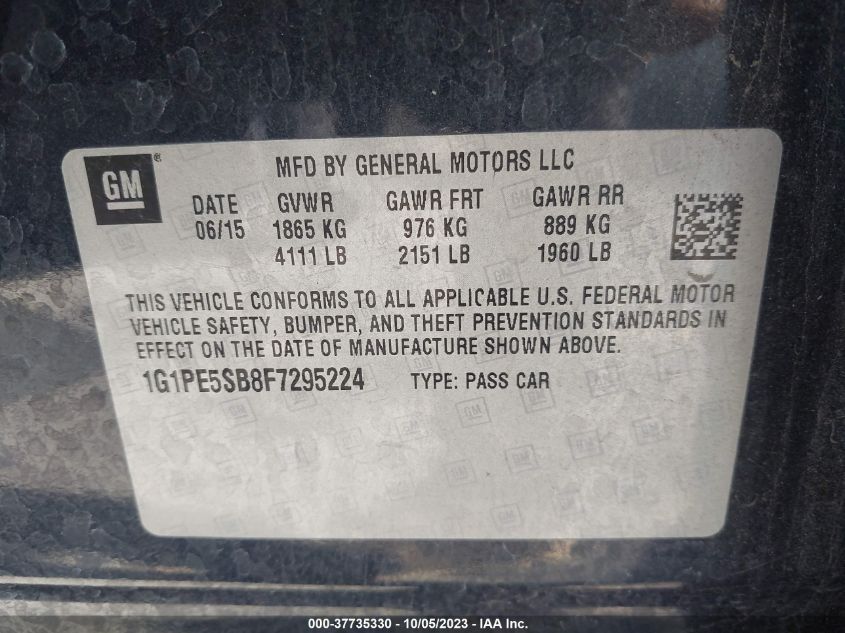 GM®
MFD BY GENERAL MOTORS LLC
DATE GVWR GAWR FRT GAWR RR
06/15 1865 KG 976 KG 889 KG
4111 LB 2151 LB 1960 LB
THIS VEHICLE CONFORMS TO ALL APPLICABLE U.S. FEDERAL MOTOR
VEHICLE SAFETY, BUMPER, AND THEFT PREVENTION STANDARDS IN
EFFECT ON THE DATE OF MANUFACTURE SHOWN ABOVE.
1G1PE5SB8F7295224 TYPE: PASS CAR
000-37735330 - 10/05/2023 - IAA Inc.